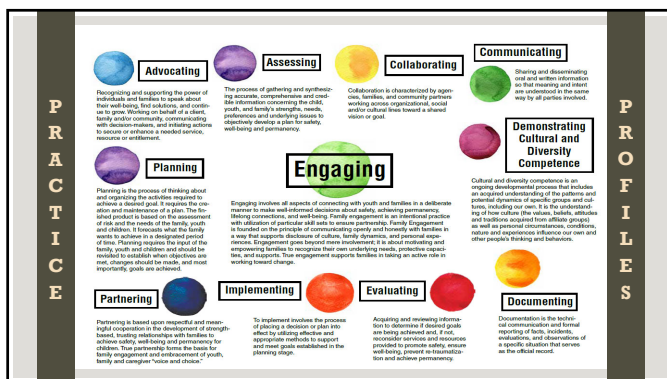 PRACTICE
Advocating
Recognizing and supporting the power of
individuals and families to speak about
their well-being, find solutions, and contin-
ue to grow. Working on behalf of a client,
family and/or community, communicating
with decision-makers, and initiating actions
to secure or enhance a needed service,
resource or entitlement.
Assessing
The process of gathering and synthesiz-
ing accurate, comprehensive and cred-
ible information concerning the child,
youth, and family's strengths, needs,
preferences and underlying issues to
objectively develop a plan for safety,
well-being and permanency.
Collaborating
Collaboration is characterized by agen-
cies, families, and community partners
working across organizational, social
and/or cultural lines toward a shared
vision or goal.
Communicating
Sharing and disseminating
oral and written information
so that meaning and intent
are understood in the same
way by all parties involved.
Planning
Planning is the process of thinking about
and organizing the activities required to
achieve a desired goal. It requires the cre-
ation and maintenance of a plan. The fin-
ished product is based on the assessment
of risk and the needs of the family, youth
and children. It forecasts what the family
wants to achieve in a designated period
of time. Planning requires the input of the
family, youth and children and should be
revisited to establish when objectives are
met, changes should be made, and most
importantly, goals are achieved.
Engaging
Engaging involves all aspects of connecting with youth and families in a deliberate
manner to make well-informed decisions about safety, achieving permanency,
lifelong connections, and well-being. Family engagement is an intentional practice
with utilization of particular skill sets to ensure partnership. Family Engagement
is founded on the principle of communicating openly and honestly with families in
a way that supports disclosure of culture, family dynamics, and personal expe-
riences. Engagement goes beyond mere involvement; it is about motivating and
empowering families to recognize their own underlying needs, protective capaci-
ties, and supports. True engagement supports families in taking an active role in
working toward change.
Demonstrating
Cultural and
Diversity
Competence
Cultural and diversity competence is an
ongoing developmental process that includes
an acquired understanding of the patterns and
potential dynamics of specific groups and cul-
tures, including our own. It is the understand-
ing of how culture (the values, beliefs, attitudes
and traditions acquired from affiliate groups)
as well as personal circumstances, conditions,
nature and experiences influence our own and
other people's thinking and behaviors.
Partnering
Partnering is based upon respectful and mean-
ingful cooperation in the development of strength-
based, trusting relationships with families to
achieve safety, well-being and permanency for
children. True partnership forms the basis for
family engagement and embracement of youth,
family and caregiver "voice and choice."
Implementing
To implement involves the process
of placing a decision or plan into
effect by utilizing effective and
appropriate methods to support
and meet goals established in the
planning stage.
Evaluating
Acquiring and reviewing informa-
tion to determine if desired goals
are being achieved and, if not,
reconsider services and resources
provided to promote safety, ensure
well-being, prevent re-traumatiza-
tion and achieve permanency.
Documenting
Documentation is the techni-
cal communication and formal
reporting of facts, incidents,
evaluations, and observations of
a specific situation that serves
as the official record.
PROFILES